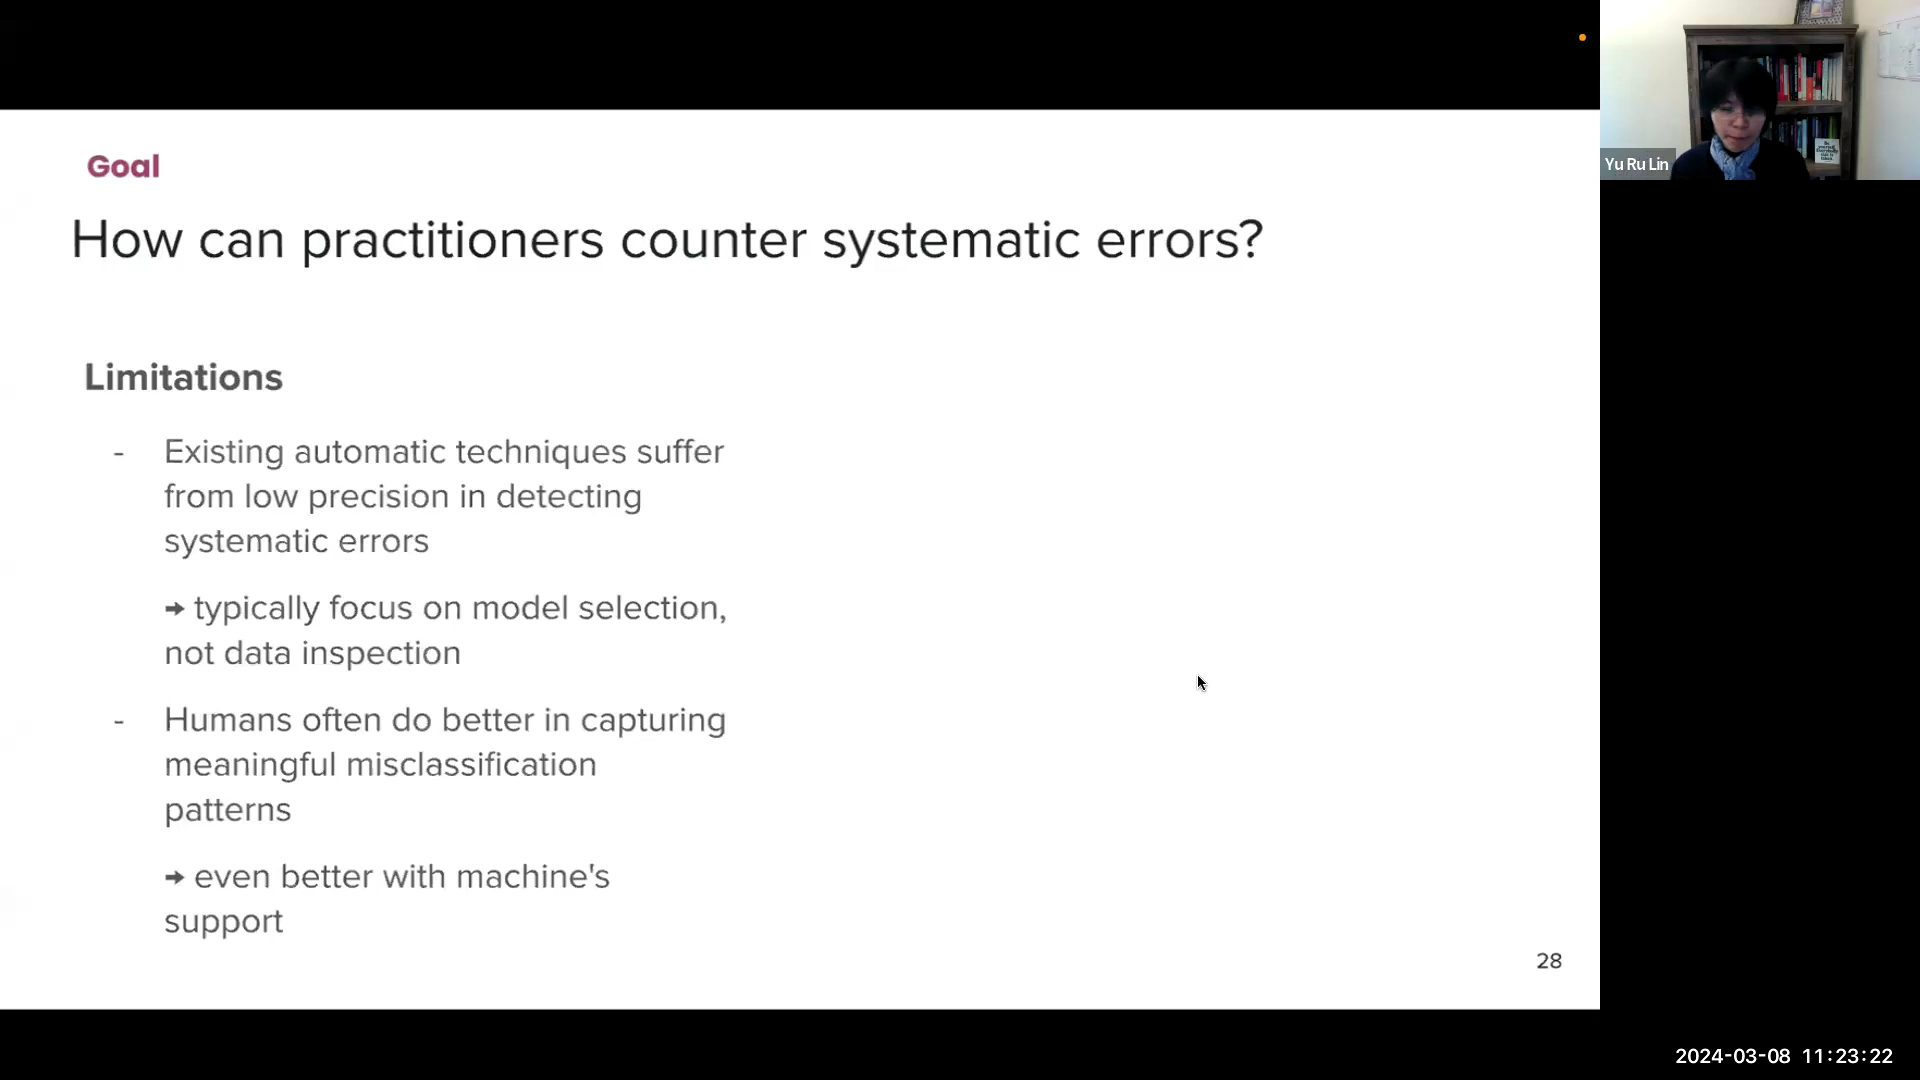 Goal
How can practitioners counter systematic errors?
Limitations
- Existing automatic techniques suffer
from low precision in detecting
systematic errors
➔ typically focus on model selection,
not data inspection
- Humans often do better in capturing
meaningful misclassification
patterns
➔ even better with machine's
support
28
Yu Ru Lin
2024-03-08 11:23:22